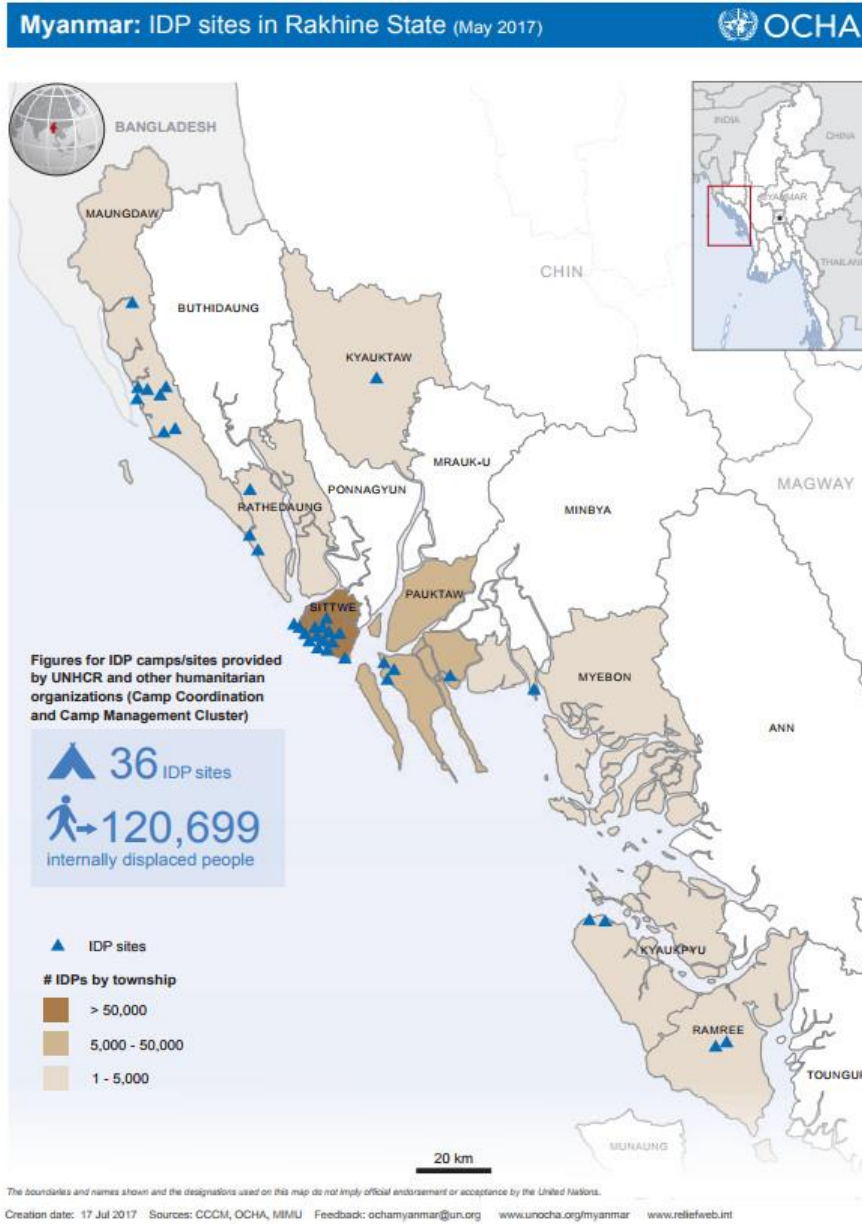 Myanmar: IDP sites in Rakhine State (May 2017)
OCHA
BANGLADESH
INDIA
CHINA
MYANMAR
THAILAND
MAUNGDAW
CHIN
BUTHIDAUNG
KYAUKTAW
MRAUK-U
MAGWAY
PONNAGYUN
RATHEDAUNG
MINBYA
PAUKTAW
SITTWE
MYEBON
ANN
Figures for IDP camps/sites provided
by UNHCR and other humanitarian
organizations (Camp Coordination
and Camp Management Cluster)
36 IDP sites
120,699
internally displaced people
IDP sites
# IDPs by township
> 50,000
5,000 - 50,000
1 - 5,000
KYAUKPYU
RAMREE
TOUNGUP
MUNAUNG
20 km
The boundaries and names shown and the designations used on this map do not imply official endorsement or acceptance by the United Nations.
Creation date: 17 Jul 2017 Sources: CCCM, OCHA, MIMU Feedback: ochamyanmar@un.org www.unocha.org/myanmar www.reliefweb.int